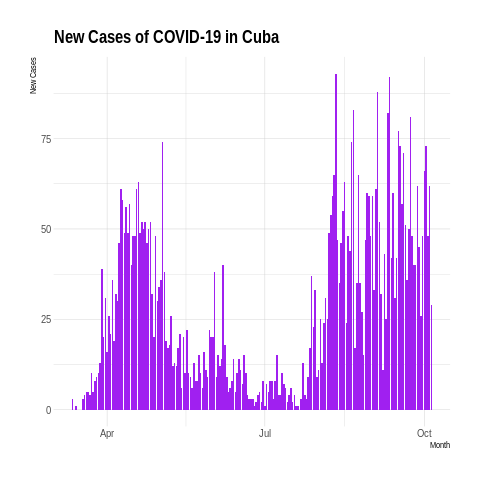 New Cases of COVID-19 in Cuba
New Cases
75
50
25
0
Apr
Jul
Oct
Month